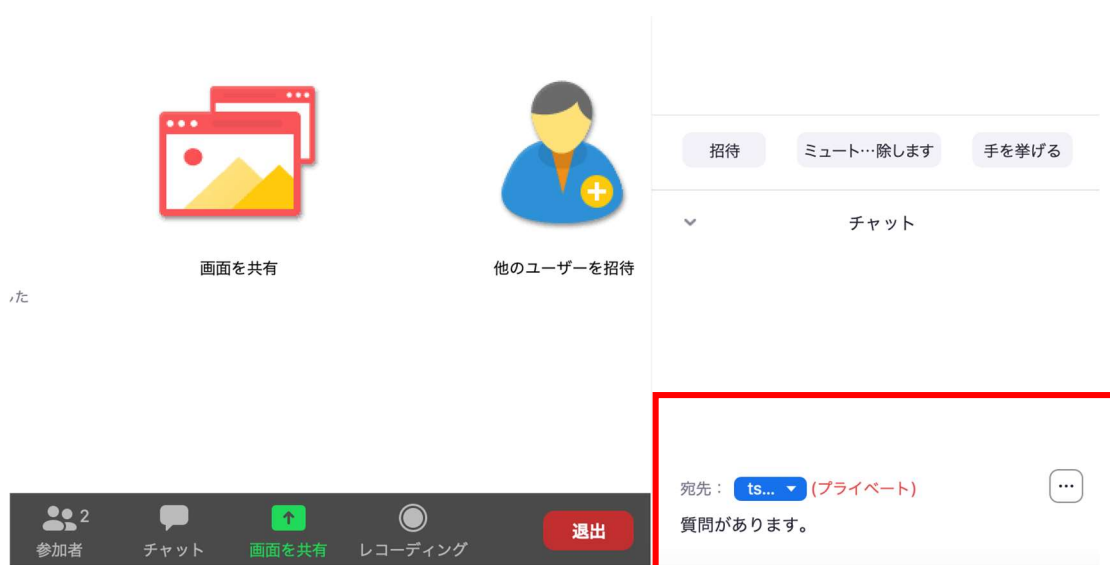 画面を共有
他のユーザーを招待
した
2
参加者
チャット
画面を共有
レコーディング
退出
招待
ミュート…除します
手を挙げる
チャット
宛先： ts... (プライベート)
質問があります。